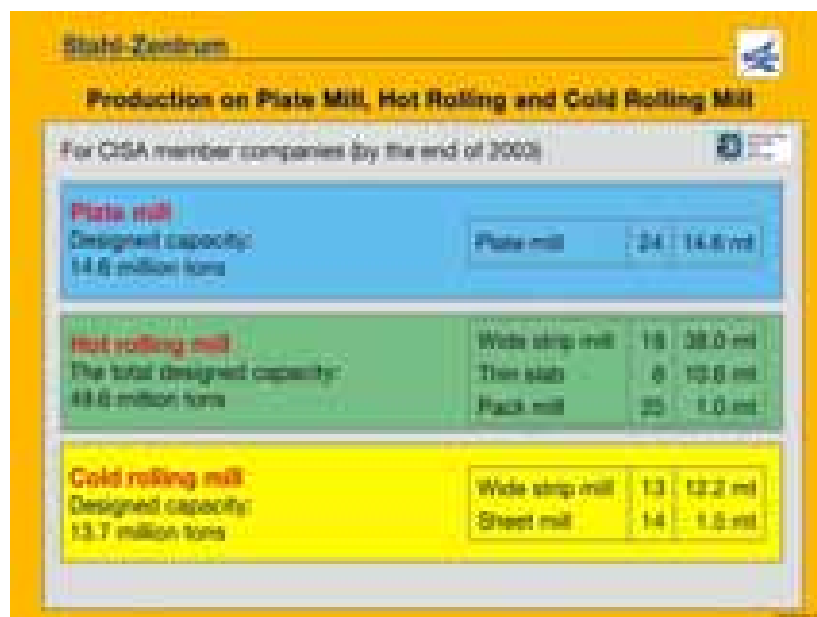 Stahl-Zentrum
Production on Plate Mill, Hot Rolling and Cold Rolling Mill
For CISA member companies (by the end of 2003)
Plate mill
Designed capacity:
14.6 million tons
Plate mill 24 14.6 mt
Hot rolling mill
The total designed capacity:
49.6 million tons
Wide strip mill 38.0 mt
Thin slab 10.6 mt
Pack mill 1.0 mt
Cold rolling mill
Designed capacity:
13.7 million tons
Wide strip mill 13 12.2 mt
Sheet mill 14 1.5 mt